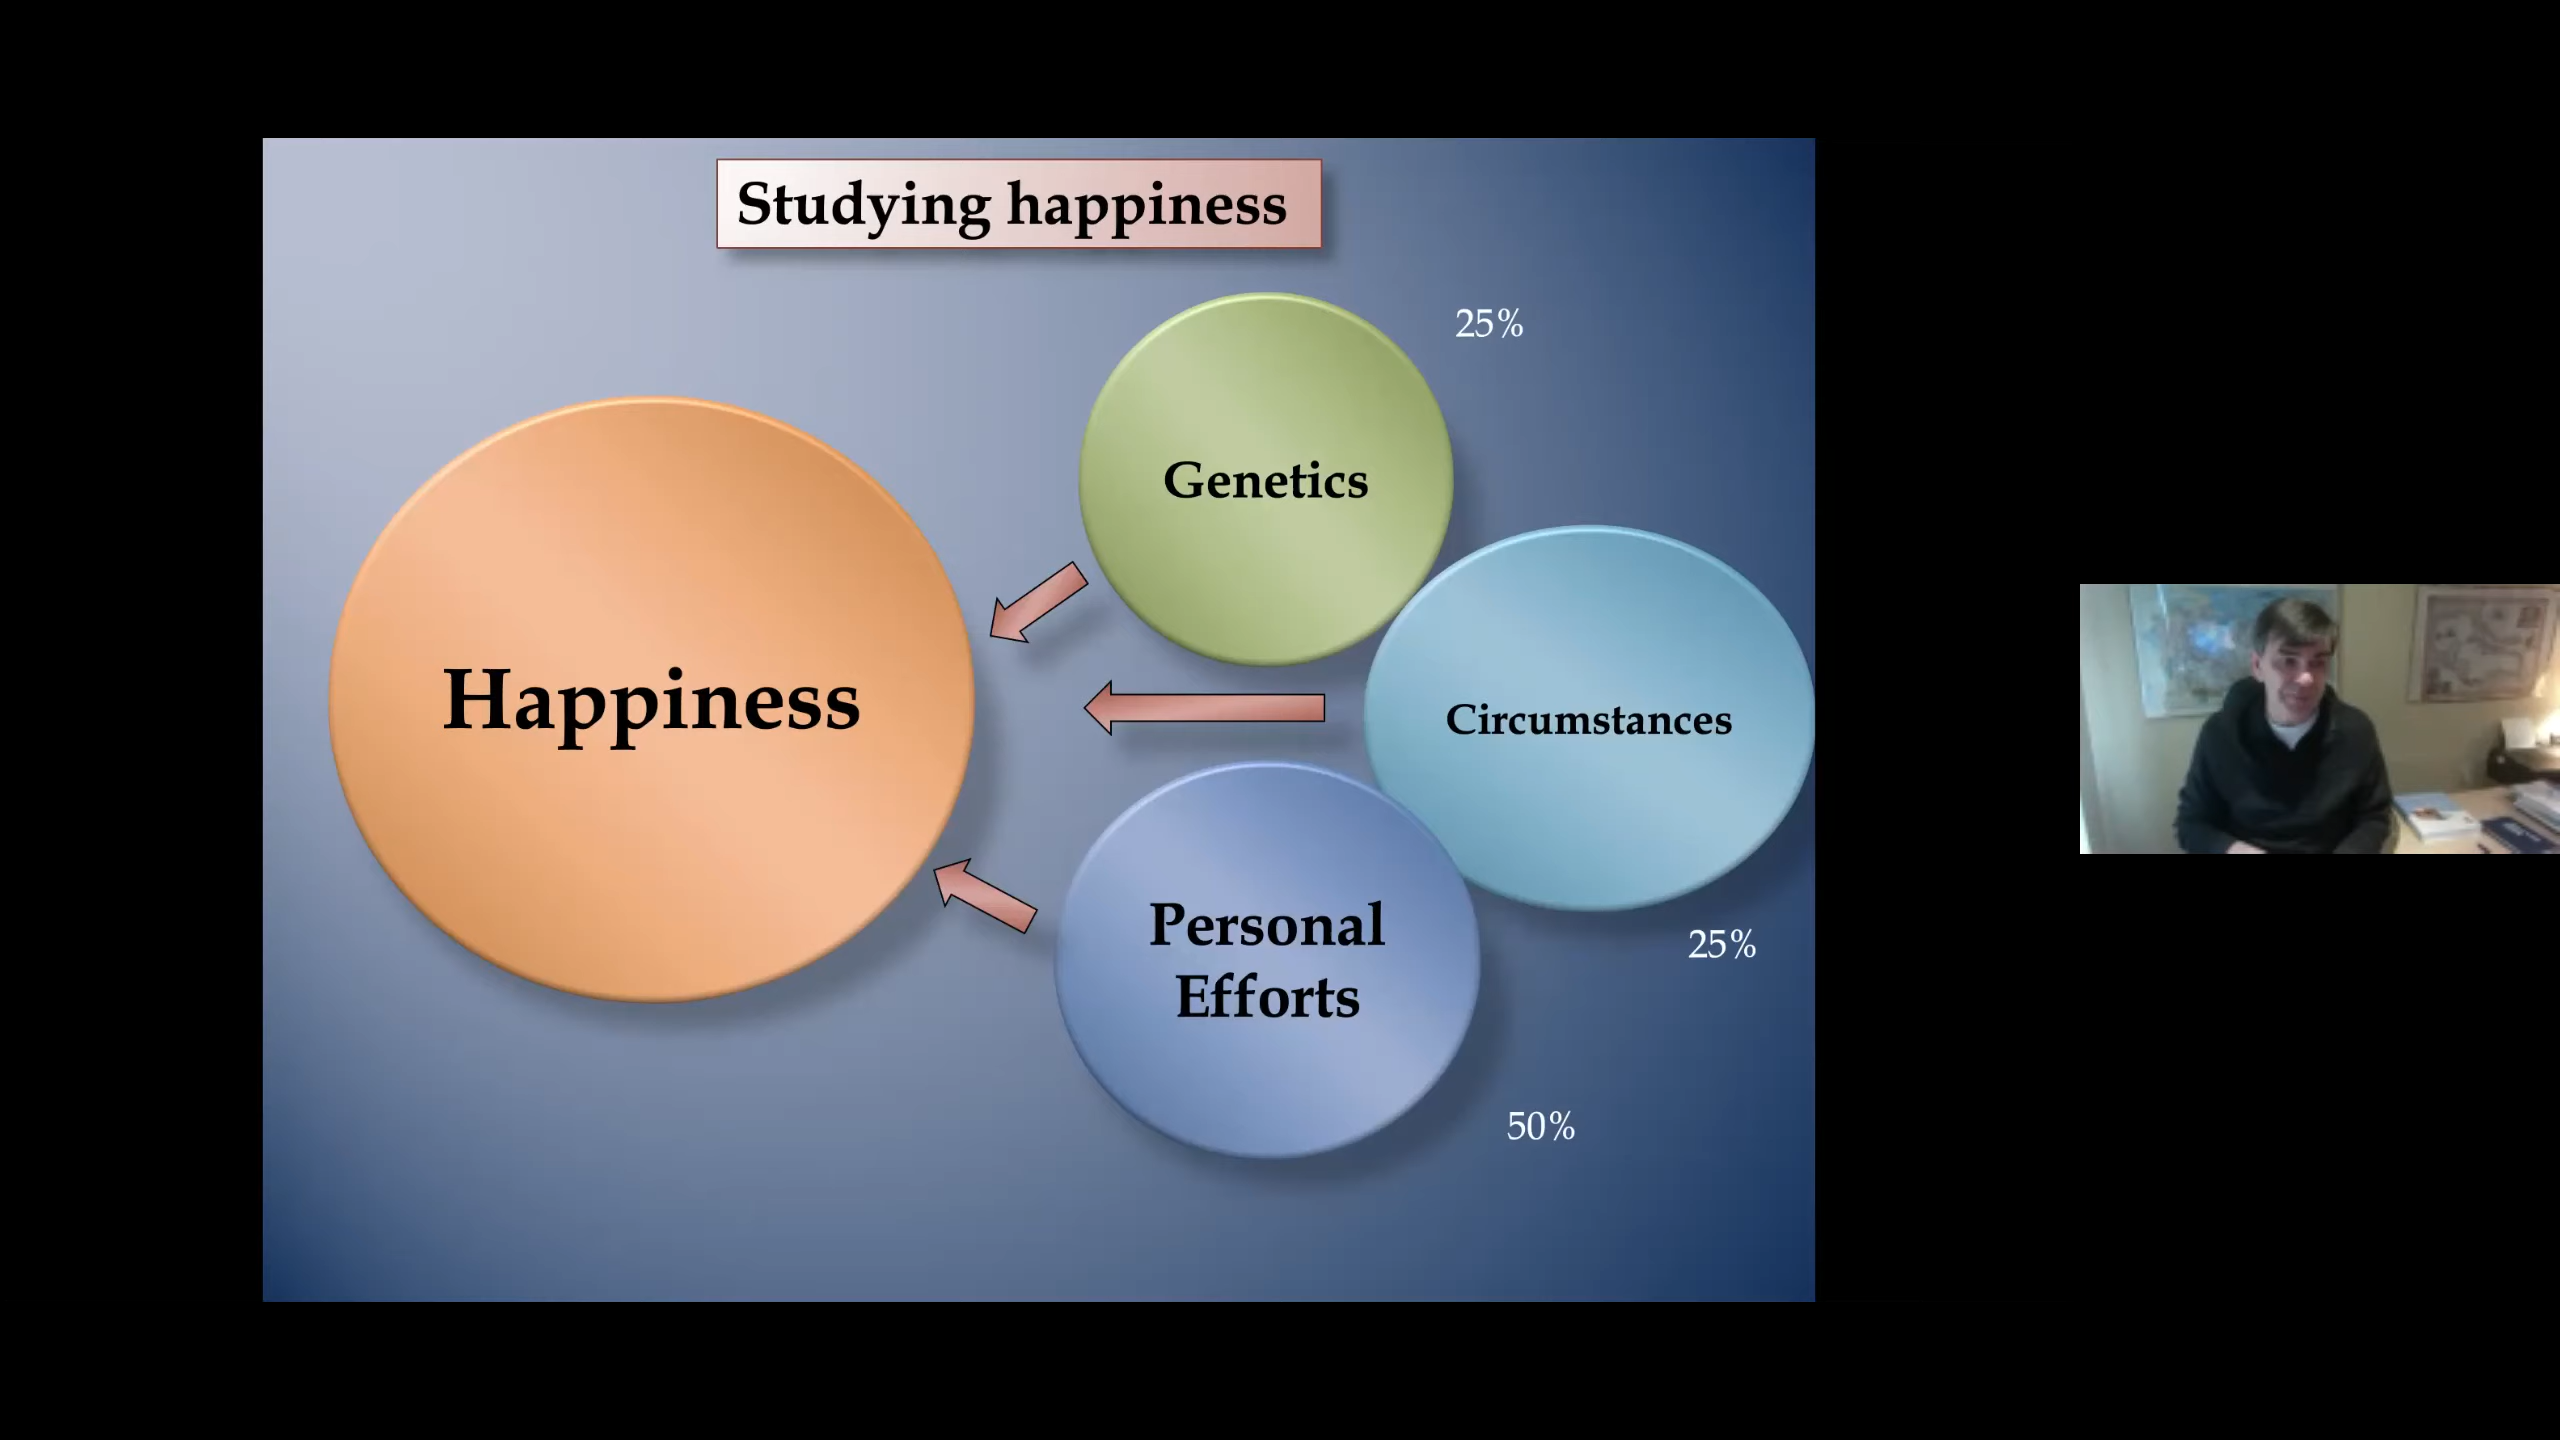 Studying happiness
25%
Genetics
Happiness
Circumstances
25%
Personal
Efforts
50%